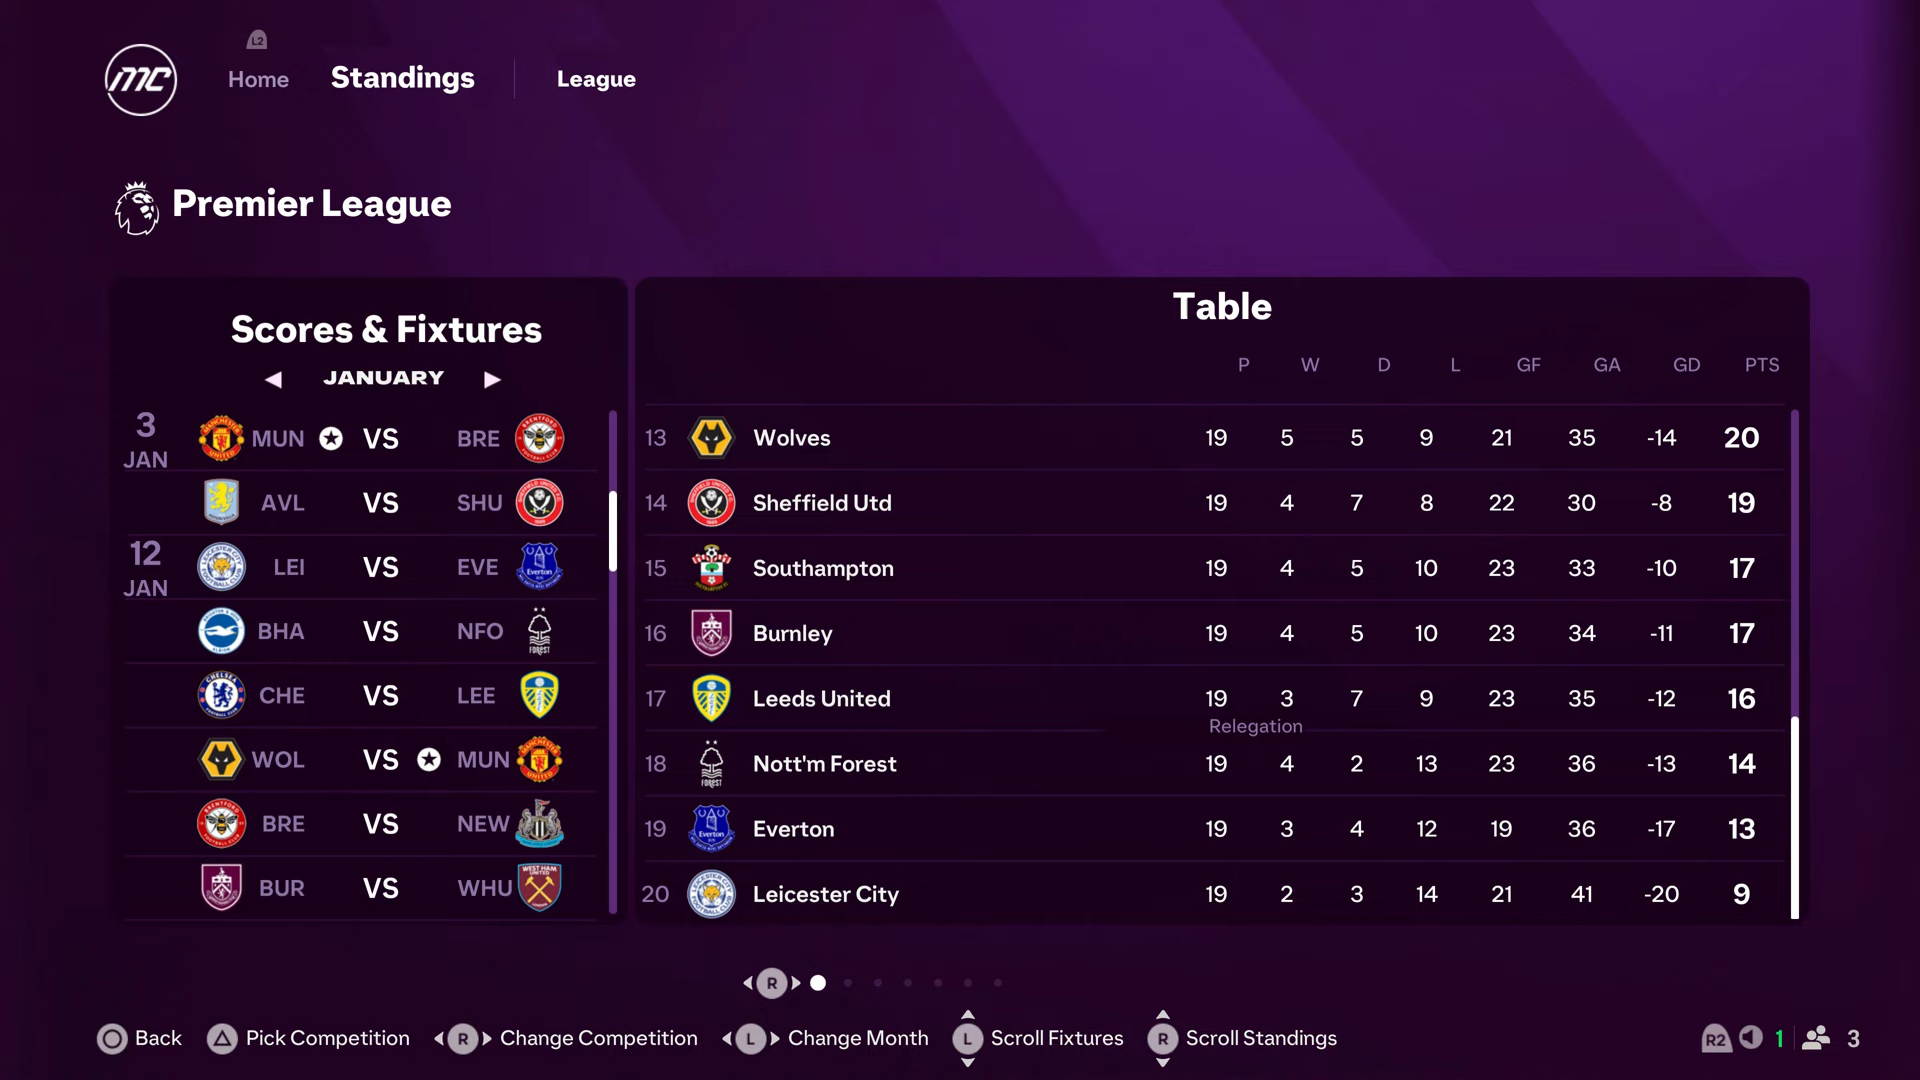 L2
MC Home Standings League
Premier League
Scores & Fixtures
JANUARY
3 JAN MUN VS BRE
AVL VS SHU
12 JAN LEI VS EVE
BHA VS NFO
CHE VS LEE
WOL VS MUN
BRE VS NEW
BUR VS WHU
Table
P W D L GF GA GD PTS
13 Wolves 19 5 5 9 21 35 -14 20
14 Sheffield Utd 19 4 7 8 22 30 -8 19
15 Southampton 19 4 5 10 23 33 -10 17
16 Burnley 19 4 5 10 23 34 -11 17
17 Leeds United 19 3 7 9 23 35 -12 16
Relegation
18 Nott'm Forest 19 4 2 13 23 36 -13 14
19 Everton 19 3 4 12 19 36 -17 13
20 Leicester City 19 2 3 14 21 41 -20 9
R
Back Pick Competition R Change Competition L Change Month L Scroll Fixtures R Scroll Standings R2 1 3